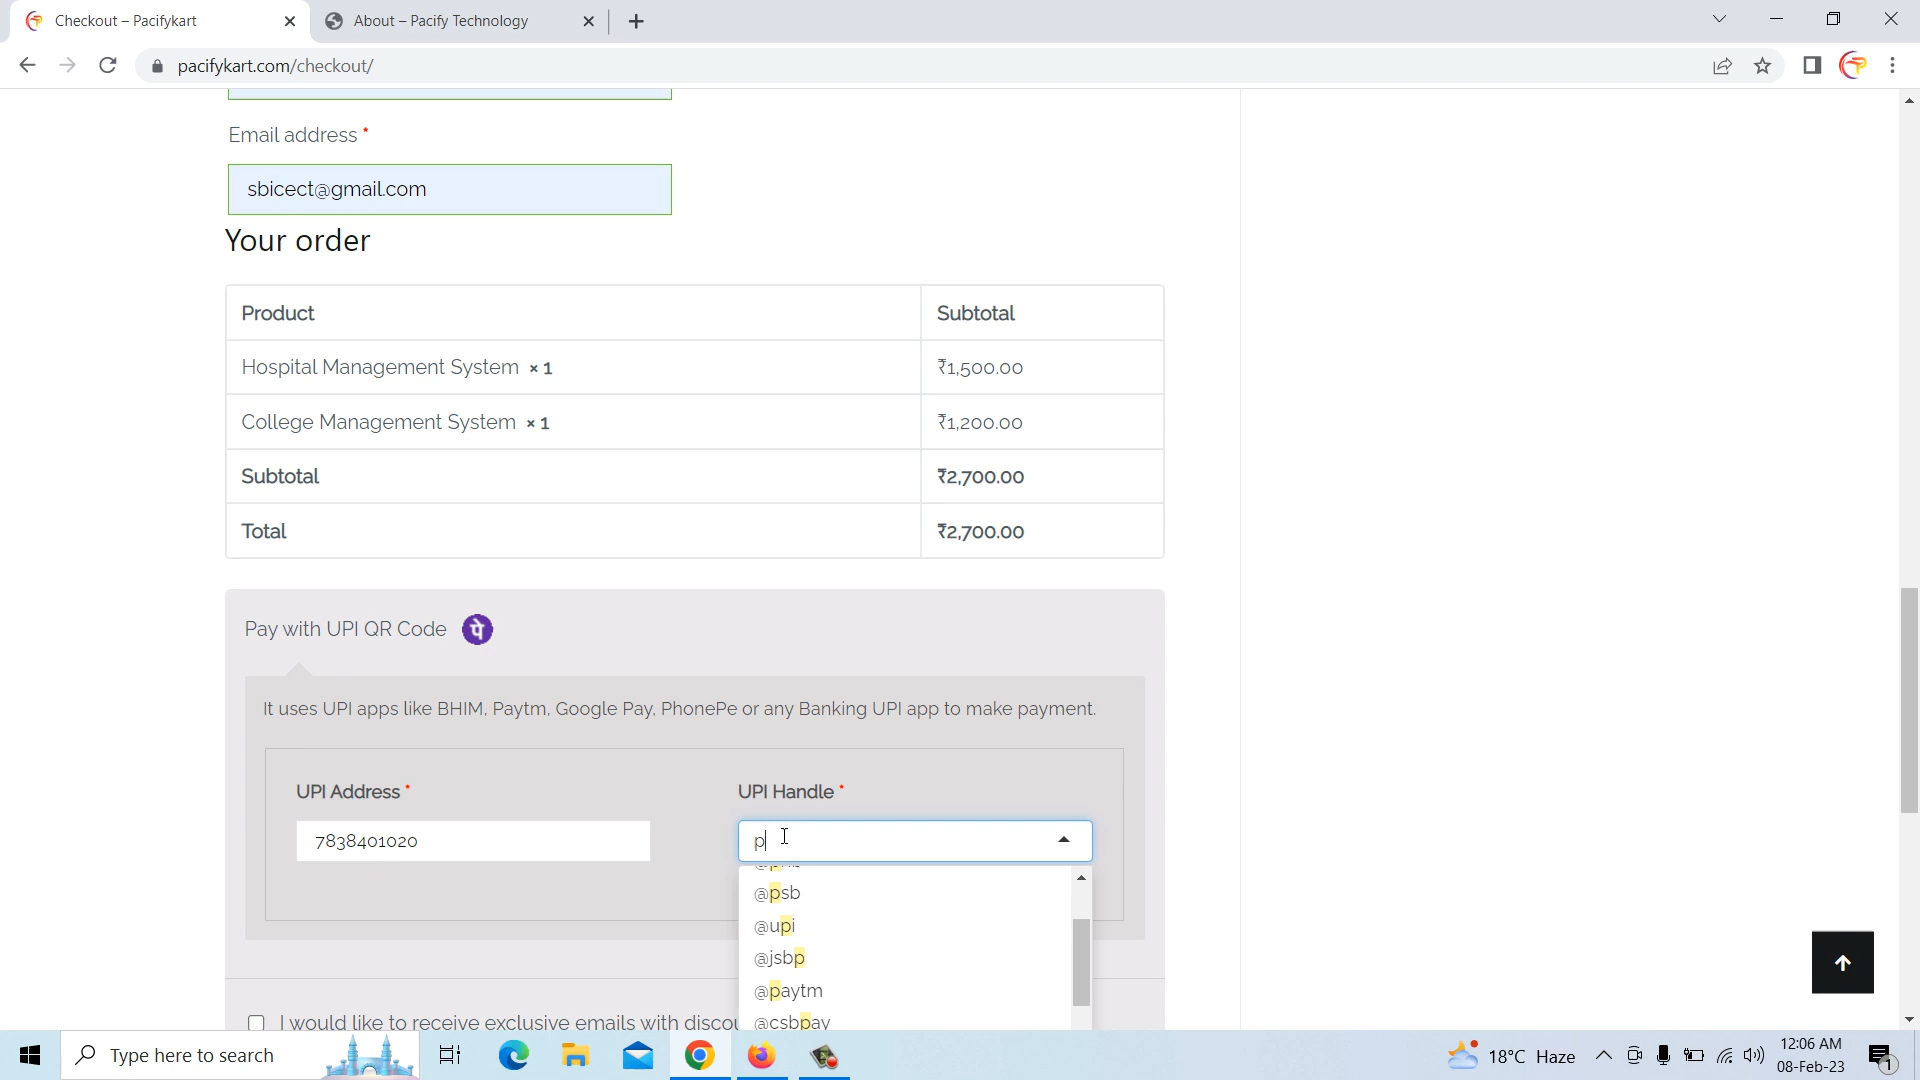 Checkout – Pacifykart
About – Pacify Technology
pacifykart.com/checkout/
Email address *
sbicect@gmail.com
Your order
Product Subtotal
Hospital Management System × 1 ₹1,500.00
College Management System × 1 ₹1,200.00
Subtotal ₹2,700.00
Total ₹2,700.00
Pay with UPI QR Code पे
It uses UPI apps like BHIM, Paytm, Google Pay, PhonePe or any Banking UPI app to make payment.
UPI Address * UPI Handle *
7838401020 p
@psb
@upi
@jsbp
@paytm
@csbpay
I would like to receive exclusive emails with
Type here to search
18°C Haze
12:06 AM
08-Feb-23
1